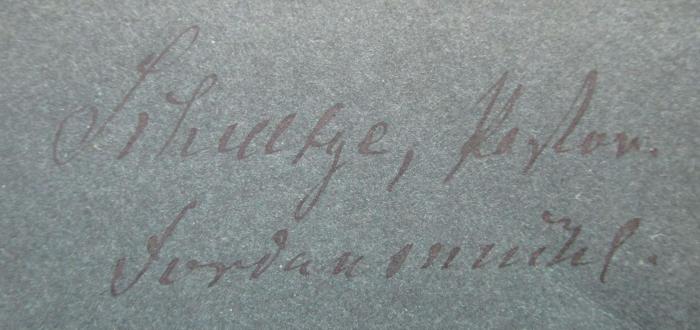 Schultze, Pastor.
Jordansmühl.